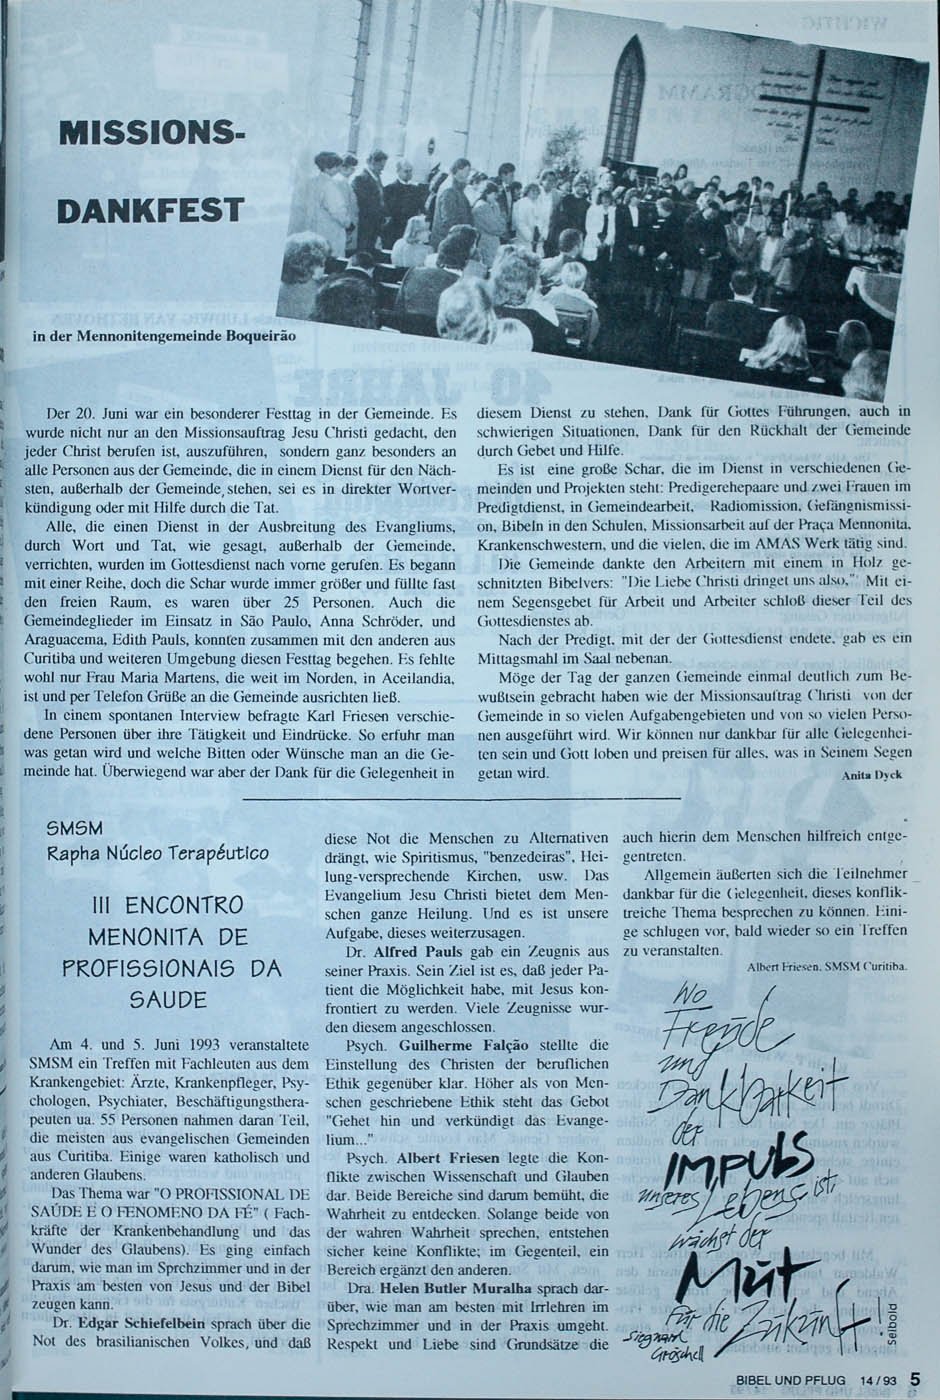 MISSIONS-
DANKFEST
in der Mennonitengemeinde Boqueirão
Der 20. Juni war ein besonderer Festtag in der Gemeinde. Es
wurde nicht nur an den Missionsauftrag Jesu Christi gedacht, den
jeder Christ berufen ist, auszuführen, sondern ganz besonders an
alle Personen aus der Gemeinde, die in einem Dienst für den Näch-
sten, außerhalb der Gemeinde, stehen, sei es in direkter Wortver-
kündigung oder mit Hilfe durch die Tat.
Alle, die einen Dienst in der Ausbreitung des Evangliums,
durch Wort und Tat, wie gesagt, außerhalb der Gemeinde,
verrichten, wurden im Gottesdienst nach vorne gerufen. Es begann
mit einer Reihe, doch die Schar wurde immer größer und füllte fast
den freien Raum, es waren über 25 Personen. Auch die
Gemeindeglieder im Einsatz in São Paulo, Anna Schröder, und
Araguacema, Edith Pauls, konnten zusammen mit den anderen aus
Curitiba und weiteren Umgebung diesen Festtag begehen. Es fehlte
wohl nur Frau Maria Martens, die weit im Norden, in Aceilandia,
ist und per Telefon Grüße an die Gemeinde ausrichten ließ.
In einem spontanen Interview befragte Karl Friesen verschie-
dene Personen über ihre Tätigkeit und Eindrücke. So erfuhr man
was getan wird und welche Bitten oder Wünsche man an die Ge-
meinde hat. Überwiegend war aber der Dank für die Gelegenheit in
diesem Dienst zu stehen, Dank für Gottes Führungen, auch in
schwierigen Situationen, Dank für den Rückhalt der Gemeinde
durch Gebet und Hilfe.
Es ist eine große Schar, die im Dienst in verschiedenen Ge-
meinden und Projekten steht: Predigerehepaare und zwei Frauen im
Predigtdienst, in Gemeindearbeit, Radiomission, Gefängnismissi-
on, Bibeln in den Schulen, Missionsarbeit auf der Praça Mennonita,
Krankenschwestern, und die vielen, die im AMAS Werk tätig sind.
Die Gemeinde dankte den Arbeitern mit einem in Holz ge-
schnitzten Bibelvers: "Die Liebe Christi dringet uns also,". Mit ei-
nem Segensgebet für Arbeit und Arbeiter schloß dieser Teil des
Gottesdienstes ab.
Nach der Predigt, mit der der Gottesdienst endete, gab es ein
Mittagsmahl im Saal nebenan.
Möge der Tag der ganzen Gemeinde einmal deutlich zum Be-
wußtsein gebracht haben wie der Missionsauftrag Christi von der
Gemeinde in so vielen Aufgabengebieten und von so vielen Perso-
nen ausgeführt wird. Wir können nur dankbar für alle Gelegenhei-
ten sein und Gott loben und preisen für alles, was in Seinem Segen
getan wird.
Anita Dyck
SMSM
Rapha Núcleo Terapéutico
III ENCONTRO
MENONITA DE
PROFISSIONAIS DA
SAUDE
Am 4. und 5. Juni 1993 veranstaltete
SMSM ein Treffen mit Fachleuten aus dem
Krankengebiet: Ärzte, Krankenpfleger, Psy-
chologen, Psychiater, Beschäftigungsthera-
peuten ua. 55 Personen nahmen daran Teil,
die meisten aus evangelischen Gemeinden
aus Curitiba. Einige waren katholisch und
anderen Glaubens.
Das Thema war "O PROFISSIONAL DE
SAÚDE E O FENOMENO DA FÉ" ( Fach-
kräfte der Krankenbehandlung und das
Wunder des Glaubens). Es ging einfach
darum, wie man im Sprchzimmer und in der
Praxis am besten von Jesus und der Bibel
zeugen kann.
Dr. Edgar Schiefelbein sprach über die
Not des brasilianischen Volkes, und daß
diese Not die Menschen zu Alternativen
drängt, wie Spiritismus, "benzedeiras", Hei-
lung-versprechende Kirchen, usw. Das
Evangelium Jesu Christi bietet dem Men-
schen ganze Heilung. Und es ist unsere
Aufgabe, dieses weiterzusagen.
Dr. Alfred Pauls gab ein Zeugnis aus
seiner Praxis. Sein Ziel ist es, daß jeder Pa-
tient die Möglichkeit habe, mit Jesus kon-
frontiert zu werden. Viele Zeugnisse wur-
den diesem angeschlossen.
Psych. Guilherme Falção stellte die
Einstellung des Christen der beruflichen
Ethik gegenüber klar. Höher als von Men-
schen geschriebene Ethik steht das Gebot
"Gehet hin und verkündigt das Evange-
lium..."
Psych. Albert Friesen legte die Kon-
flikte zwischen Wissenschaft und Glauben
dar. Beide Bereiche sind darum bemüht, die
Wahrheit zu entdecken. Solange beide von
der wahren Wahrheit sprechen, entstehen
sicher keine Konflikte; im Gegenteil, ein
Bereich ergänzt den anderen.
Dra. Helen Butler Muralha sprach dar-
über, wie man am besten mit Irrlehren im
Sprechzimmer und in der Praxis umgeht.
Respekt und Liebe sind Grundsätze die
auch hierin dem Menschen hilfreich entge-
gentreten.
Allgemein äußerten sich die Teilnehmer
dankbar für die Gelegenheit, dieses konflik-
treiche Thema besprechen zu können. Eini-
ge schlugen vor, bald wieder so ein Treffen
zu veranstalten.
Albert Friesen, SMSM Curitiba.
Wo
Freude
und
Dankbarkeit
der
IMPULS
unseres Lebens ist,
wächst der
Mut
für die Zukunft!
Siegmar
Gröschell
Seibold
BIBEL UND PFLUG 14/93 5